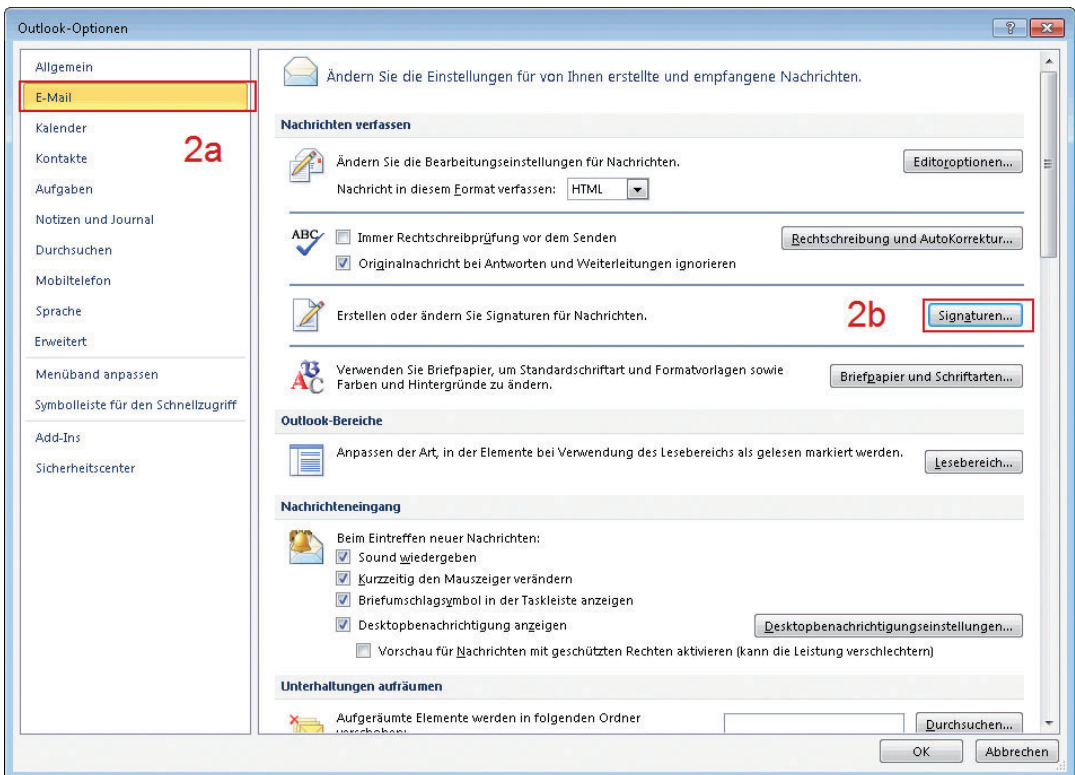 Outlook-Optionen
Allgemein
E-Mail
2a
Kalender
Kontakte
Aufgaben
Notizen und Journal
Durchsuchen
Mobiltelefon
Sprache
Erweitert
Menüband anpassen
Symbolleiste für den Schnellzugriff
Add-Ins
Sicherheitscenter
Ändern Sie die Einstellungen für von Ihnen erstellte und empfangene Nachrichten.
Nachrichten verfassen
Ändern Sie die Bearbeitungseinstellungen für Nachrichten.
Editoroptionen...
Nachricht in diesem Format verfassen: HTML
ABC
Immer Rechtschreibprüfung vor dem Senden
Rechtschreibung und AutoKorrektur...
Originalnachricht bei Antworten und Weiterleitungen ignorieren
Erstellen oder ändern Sie Signaturen für Nachrichten.
2b
Signaturen...
Verwenden Sie Briefpapier, um Standardschriftart und Formatvorlagen sowie
Farben und Hintergründe zu ändern.
Briefpapier und Schriftarten...
Outlook-Bereiche
Anpassen der Art, in der Elemente bei Verwendung des Lesebereichs als gelesen markiert werden.
Lesebereich...
Nachrichteneingang
Beim Eintreffen neuer Nachrichten:
Sound wiedergeben
Kurzzeitig den Mauszeiger verändern
Briefumschlagsymbol in der Taskleiste anzeigen
Desktopbenachrichtigung anzeigen
Desktopbenachrichtigungseinstellungen...
Vorschau für Nachrichten mit geschützten Rechten aktivieren (kann die Leistung verschlechtern)
Unterhaltungen aufräumen
Aufgeräumte Elemente werden in folgenden Ordner
Durchsuchen...
OK
Abbrechen